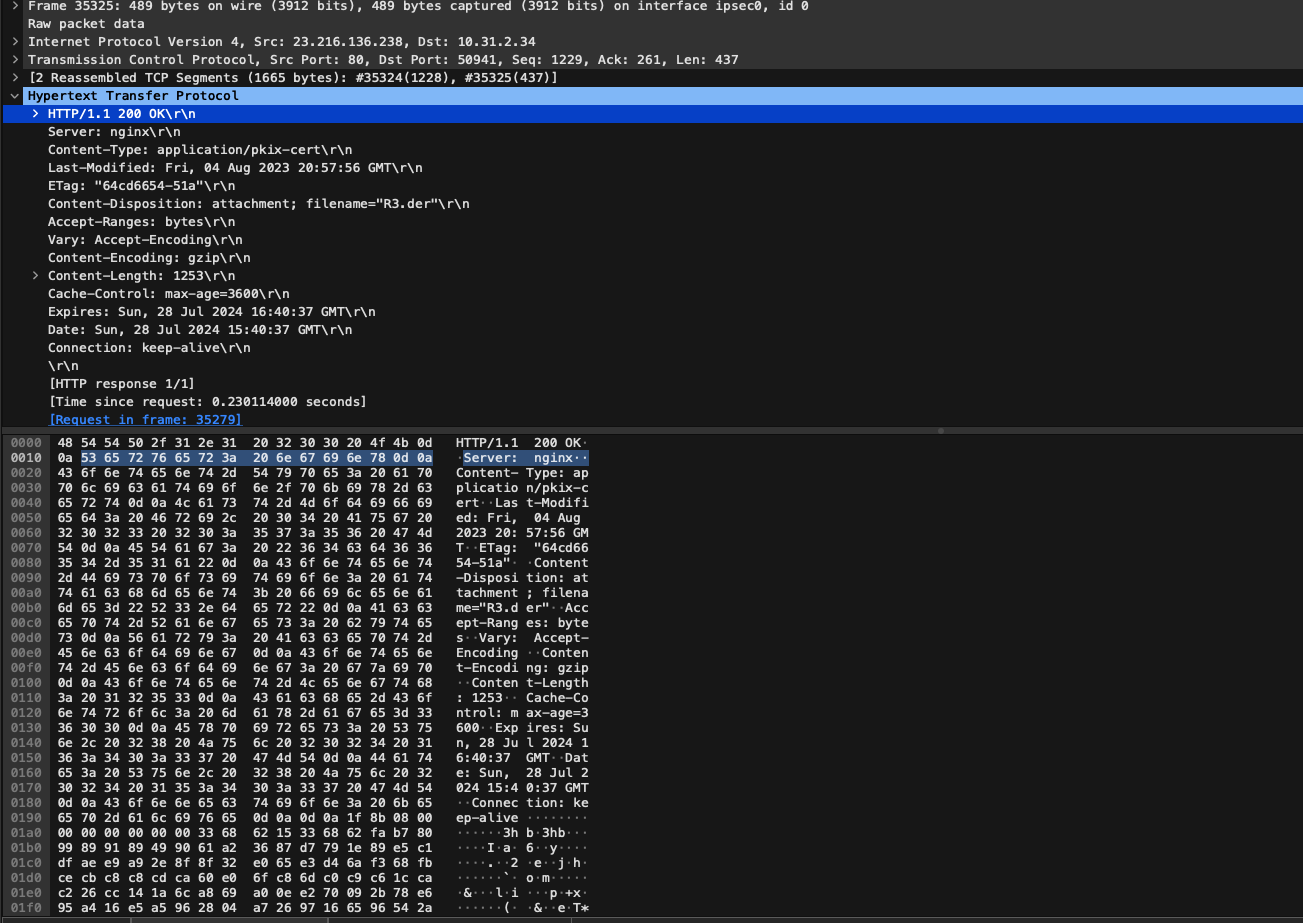 Frame 35325: 489 bytes on wire (3912 bits), 489 bytes captured (3912 bits) on interface ipsec0, id 0
Raw packet data
Internet Protocol Version 4, Src: 23.216.136.238, Dst: 10.31.2.34
Transmission Control Protocol, Src Port: 80, Dst Port: 50941, Seq: 1229, Ack: 261, Len: 437
[2 Reassembled TCP Segments (1665 bytes): #35324(1228), #35325(437)]
Hypertext Transfer Protocol
HTTP/1.1 200 OK\r\n
Server: nginx\r\n
Content-Type: application/pkix-cert\r\n
Last-Modified: Fri, 04 Aug 2023 20:57:56 GMT\r\n
ETag: "64cd6654-51a"\r\n
Content-Disposition: attachment; filename="R3.der"\r\n
Accept-Ranges: bytes\r\n
Vary: Accept-Encoding\r\n
Content-Encoding: gzip\r\n
Content-Length: 1253\r\n
Cache-Control: max-age=3600\r\n
Expires: Sun, 28 Jul 2024 16:40:37 GMT\r\n
Date: Sun, 28 Jul 2024 15:40:37 GMT\r\n
Connection: keep-alive\r\n
\r\n
[HTTP response 1/1]
[Time since request: 0.230114000 seconds]
[Request in frame: 35279]
0000 48 54 54 50 2f 31 2e 31 20 32 30 30 20 4f 4b 0d HTTP/1.1 200 OK·
0010 0a 53 65 72 76 65 72 3a 20 6e 67 69 6e 78 0d 0a ·Server: nginx··
0020 43 6f 6e 74 65 6e 74 2d 54 79 70 65 3a 20 61 70 Content- Type: ap
0030 70 6c 69 63 61 74 69 6f 6e 2f 70 6b 69 78 2d 63 plicatio n/pkix-c
0040 65 72 74 0d 0a 4c 61 73 74 2d 4d 6f 64 69 66 69 ert··Las t-Modifi
0050 65 64 3a 20 46 72 69 2c 20 30 34 20 41 75 67 20 ed: Fri, 04 Aug
0060 32 30 32 33 20 32 30 3a 35 37 3a 35 36 20 47 4d 2023 20: 57:56 GM
0070 54 0d 0a 45 54 61 67 3a 20 22 36 34 63 64 36 36 T··ETag: "64cd66
0080 35 34 2d 35 31 61 22 0d 0a 43 6f 6e 74 65 6e 74 54-51a"· ·Content
0090 2d 44 69 73 70 6f 73 69 74 69 6f 6e 3a 20 61 74 -Disposi tion: at
00a0 74 61 63 68 6d 65 6e 74 3b 20 66 69 6c 65 6e 61 tachment ; filena
00b0 6d 65 3d 22 52 33 2e 64 65 72 22 0d 0a 41 63 63 me="R3.d er"··Acc
00c0 65 70 74 2d 52 61 6e 67 65 73 3a 20 62 79 74 65 ept-Rang es: byte
00d0 73 0d 0a 56 61 72 79 3a 20 41 63 63 65 70 74 2d s··Vary: Accept-
00e0 45 6e 63 6f 64 69 6e 67 0d 0a 43 6f 6e 74 65 6e Encoding ··Conten
00f0 74 2d 45 6e 63 6f 64 69 6e 67 3a 20 67 7a 69 70 t-Encodi ng: gzip
0100 0d 0a 43 6f 6e 74 65 6e 74 2d 4c 65 6e 67 74 68 ··Conten t-Length
0110 3a 20 31 32 35 33 0d 0a 43 61 63 68 65 2d 43 6f : 1253·· Cache-Co
0120 6e 74 72 6f 6c 3a 20 6d 61 78 2d 61 67 65 3d 33 ntrol: m ax-age=3
0130 36 30 30 0d 0a 45 78 70 69 72 65 73 3a 20 53 75 600··Exp ires: Su
0140 6e 2c 20 32 38 20 4a 75 6c 20 32 30 32 34 20 31 n, 28 Ju l 2024 1
0150 36 3a 34 30 3a 33 37 20 47 4d 54 0d 0a 44 61 74 6:40:37 GMT··Dat
0160 65 3a 20 53 75 6e 2c 20 32 38 20 4a 75 6c 20 32 e: Sun, 28 Jul 2
0170 30 32 34 20 31 35 3a 34 30 3a 33 37 20 47 4d 54 024 15:4 0:37 GMT
0180 0d 0a 43 6f 6e 6e 65 63 74 69 6f 6e 3a 20 6b 65 ··Connec tion: ke
0190 65 70 2d 61 6c 69 76 65 0d 0a 0d 0a 1f 8b 08 00 ep-alive ········
01a0 00 00 00 00 00 00 33 68 62 15 33 68 62 fa b7 80 ······3h b·3hb···
01b0 99 89 91 89 49 90 61 a2 36 87 d7 79 1e 89 e5 c1 ····I·a· 6··y····
01c0 df ae e9 a2 2e 8f 8f 32 e0 65 e3 d6 4a f3 68 fb ····.··2 ·e··j·h·
01d0 ce cb c8 c8 cd ca 60 e0 6f c8 6d c0 c9 c6 1c ca ······`· o·m·····
01e0 c2 26 cc 14 1a 6c a8 69 a0 0e e2 70 09 2b 78 e6 ·&···l·i ···p·+x·
01f0 95 a4 16 e5 a5 96 28 04 a7 26 97 16 65 96 54 2a ······(· ·&··e·T*